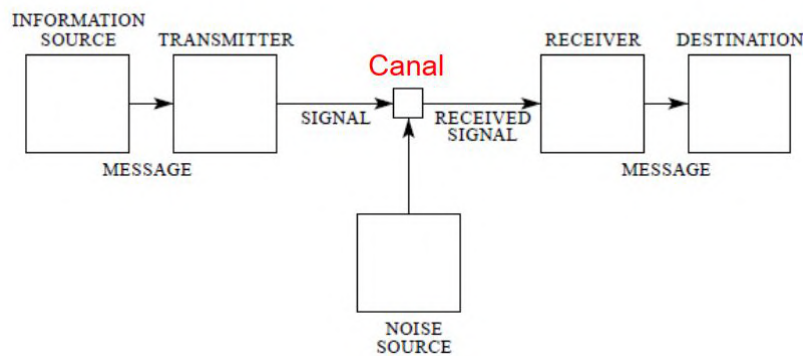 INFORMATION
SOURCE
TRANSMITTER
Canal
RECEIVER
DESTINATION
SIGNAL
RECEIVED
SIGNAL
MESSAGE
MESSAGE
NOISE
SOURCE